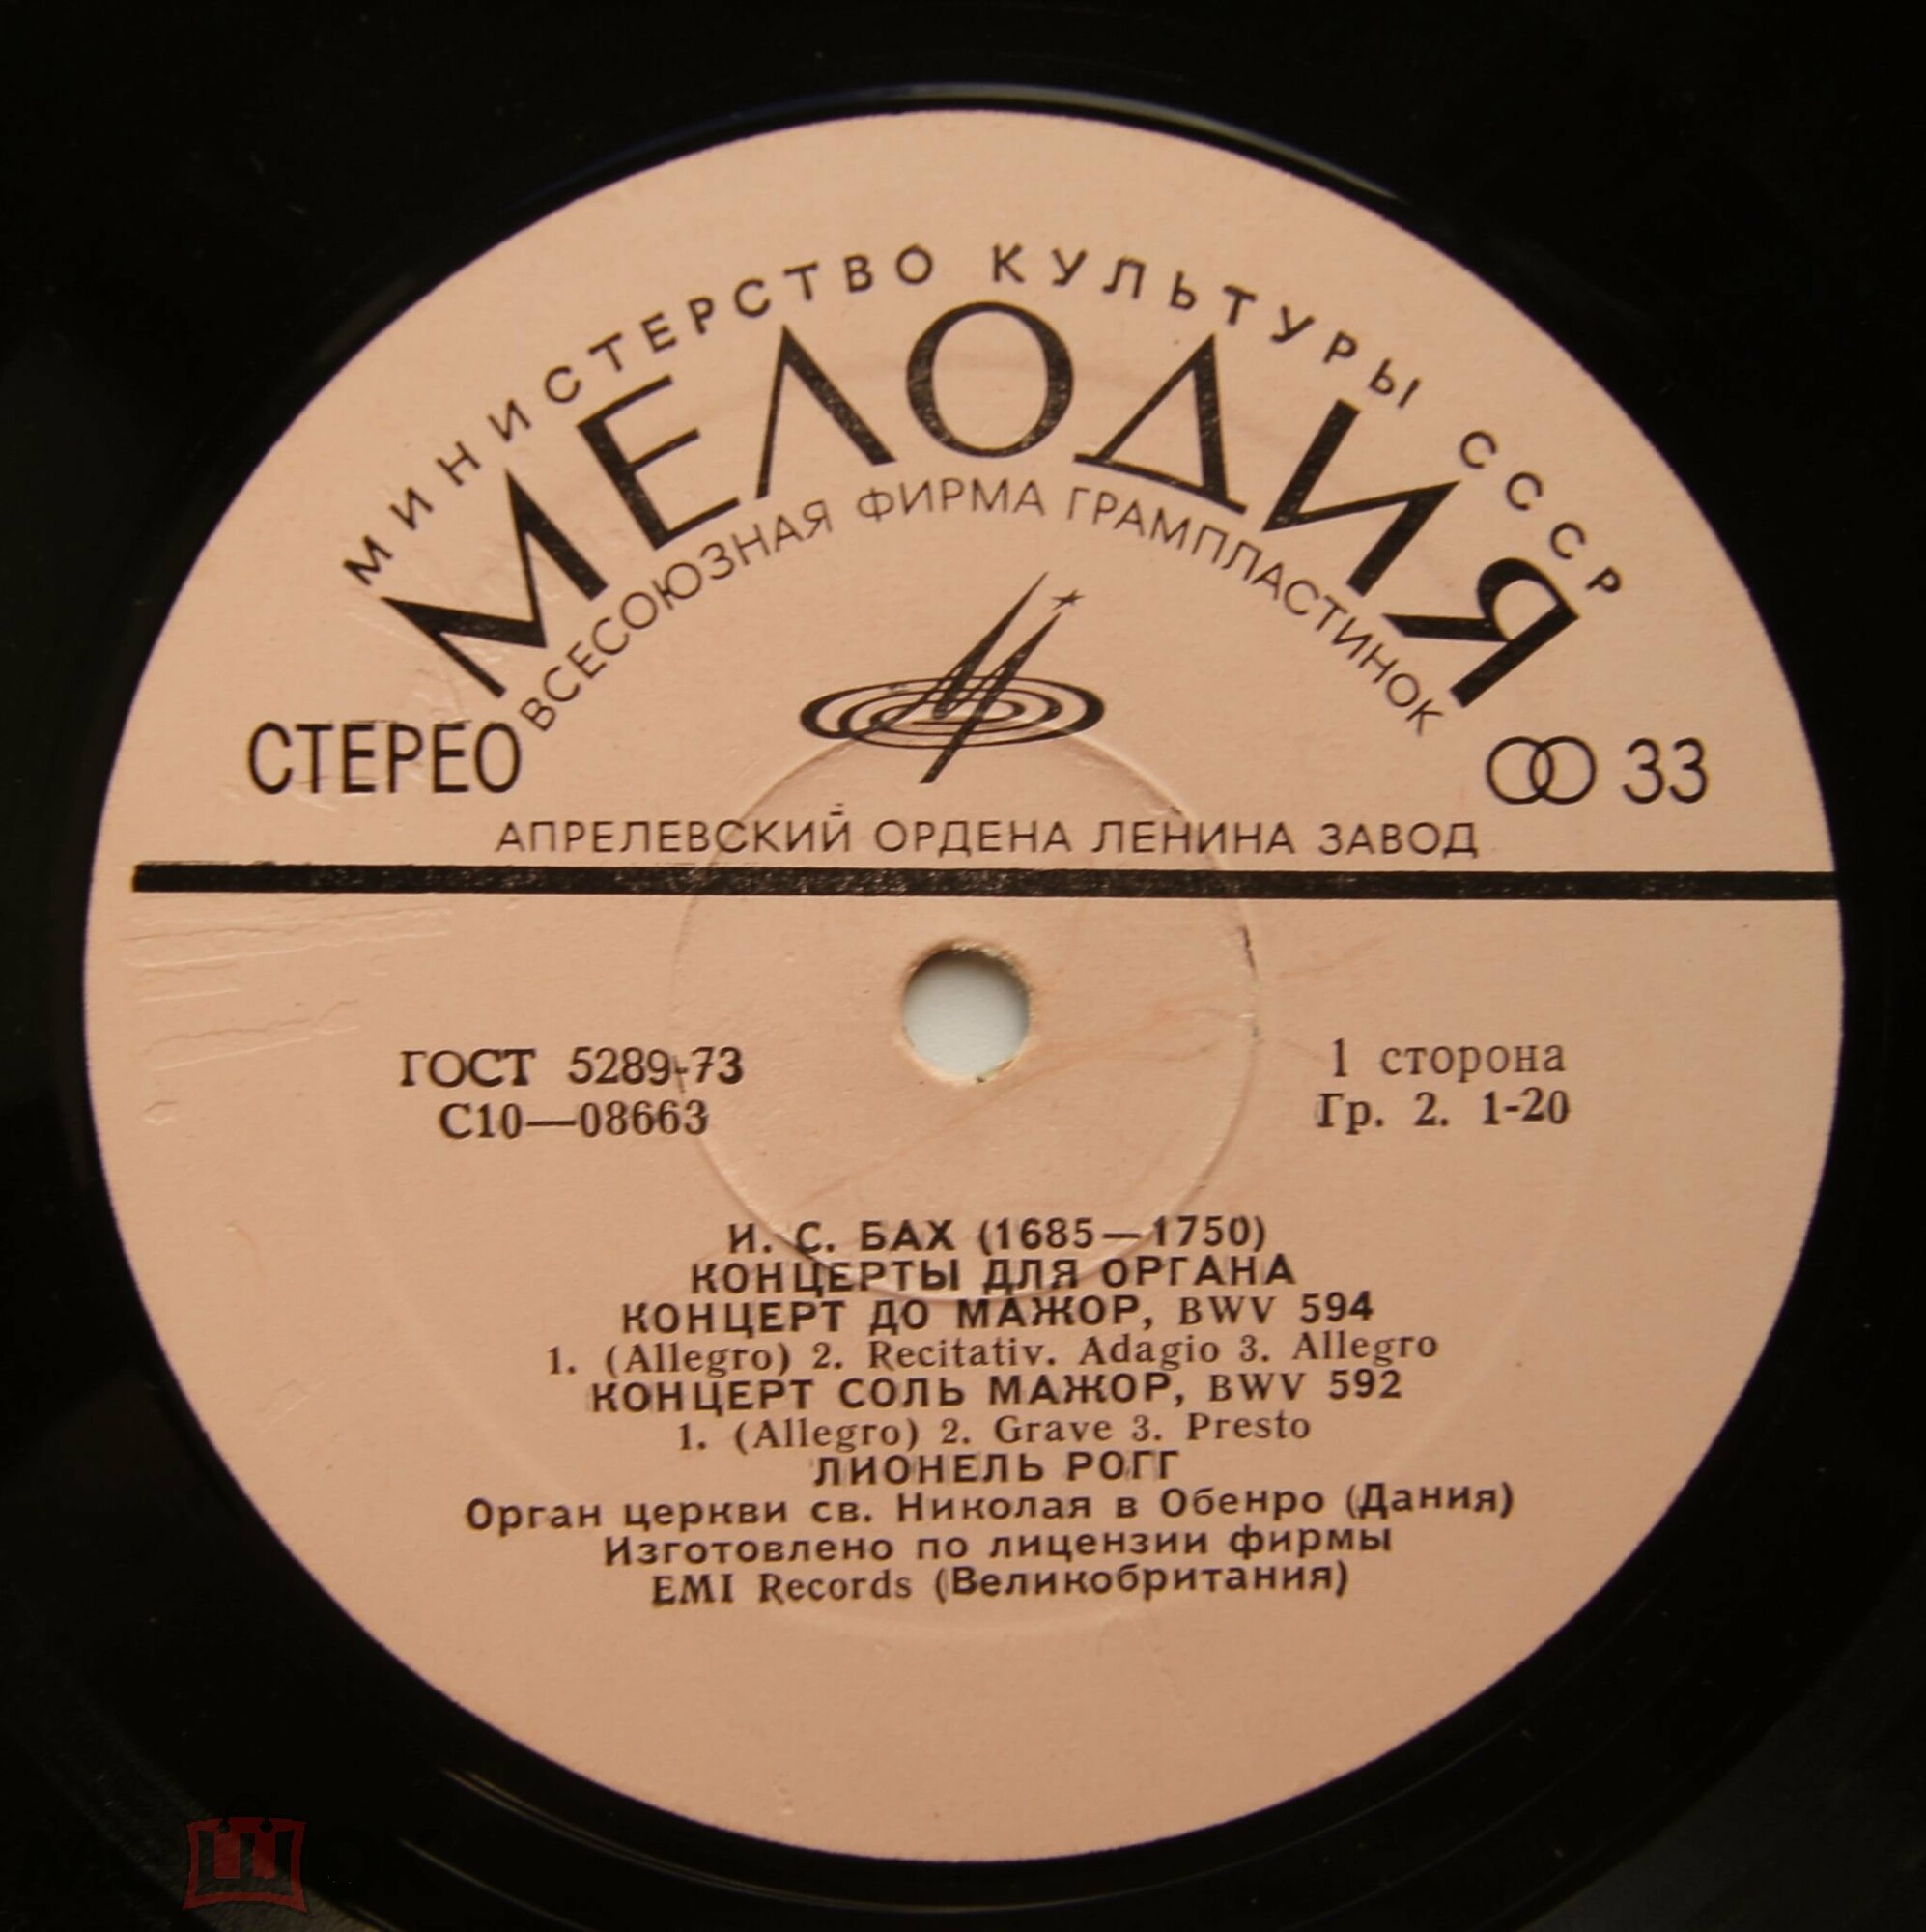 МИНИСТЕРСТВО КУЛЬТУРЫ СССР
МЕЛОДИЯ
ВСЕСОЮЗНАЯ ФИРМА ГРАМПЛАСТИНОК
СТЕРЕО
33
АПРЕЛЕВСКИЙ ОРДЕНА ЛЕНИНА ЗАВОД
ГОСТ 5289-73
С10—08663
1 сторона
Гр. 2. 1-20
И. С. БАХ (1685—1750)
КОНЦЕРТЫ ДЛЯ ОРГАНА
КОНЦЕРТ ДО МАЖОР, BWV 594
1. (Allegro) 2. Recitativ. Adagio 3. Allegro
КОНЦЕРТ СОЛЬ МАЖОР, BWV 592
1. (Allegro) 2. Grave 3. Presto
ЛИОНЕЛЬ РОГГ
Орган церкви св. Николая в Обенро (Дания)
Изготовлено по лицензии фирмы
EMI Records (Великобритания)